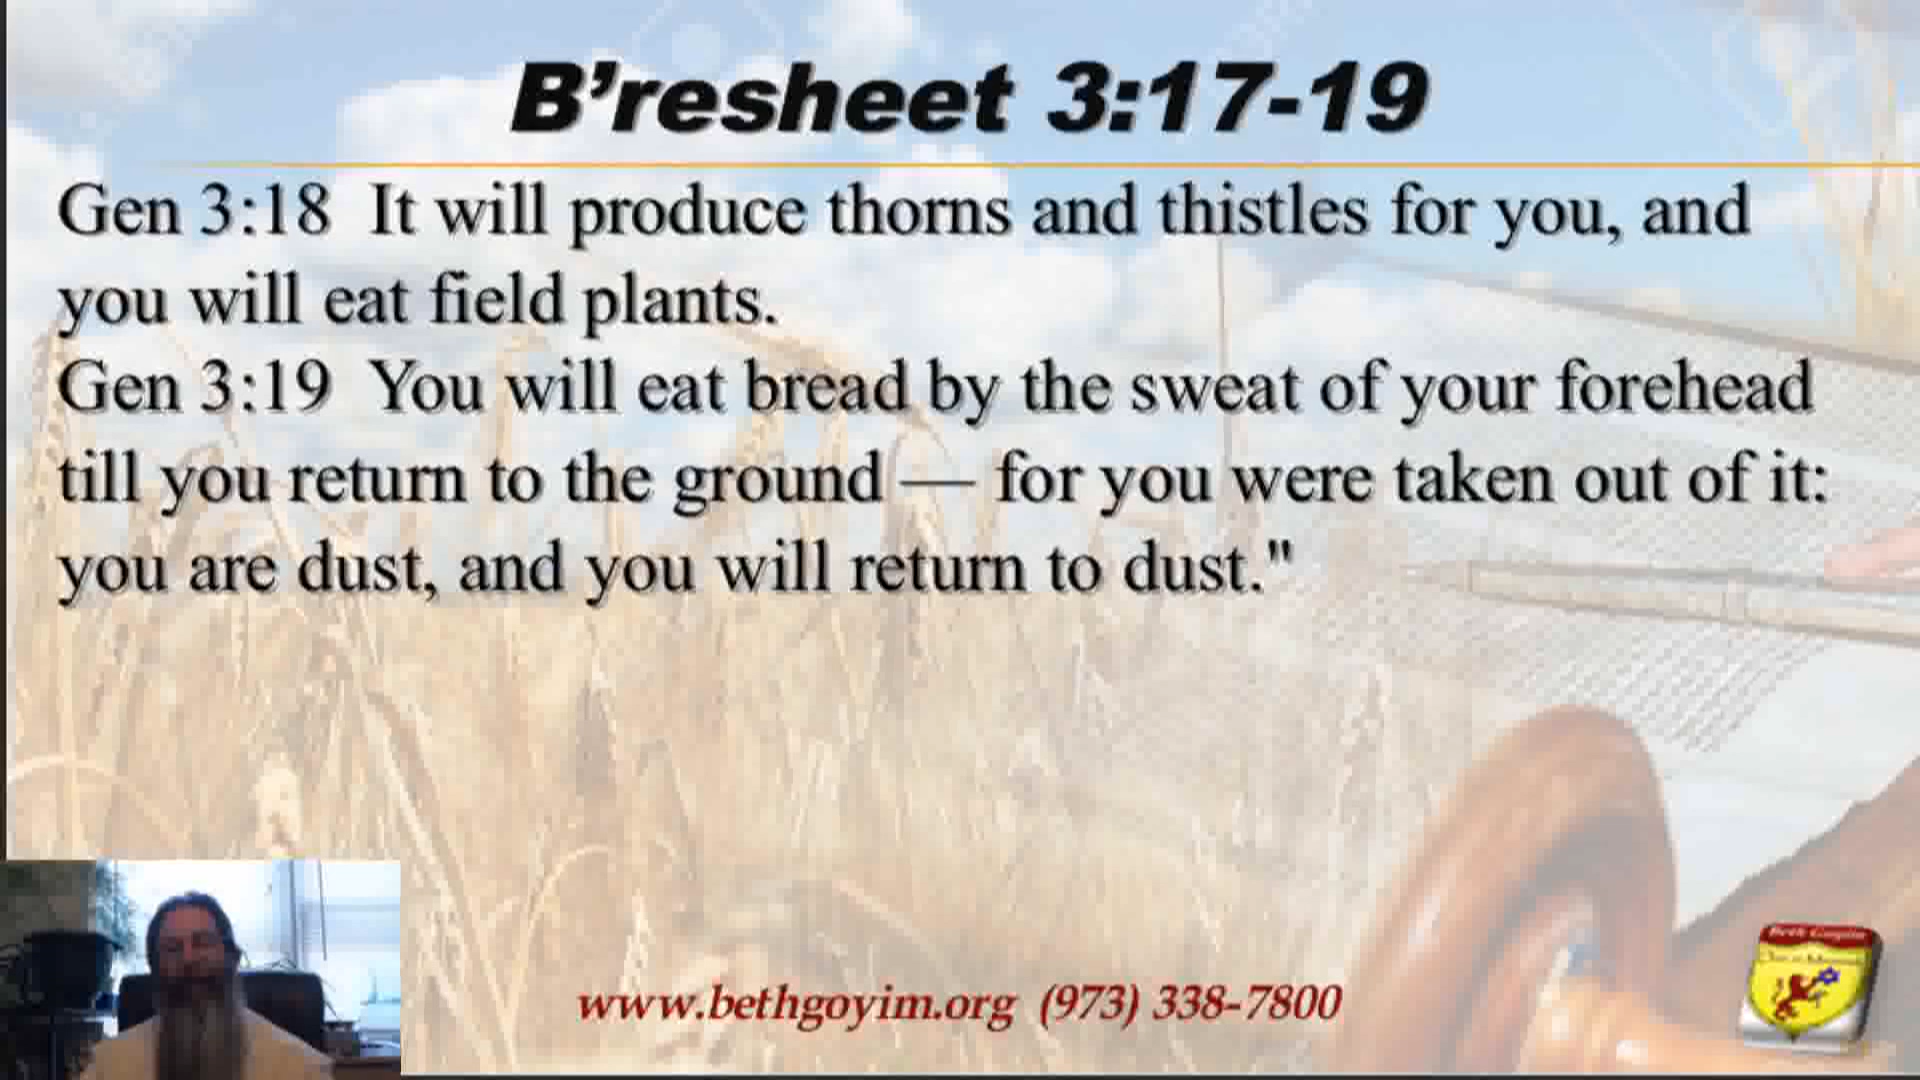 B’resheet 3:17-19
Gen 3:18 It will produce thorns and thistles for you, and
you will eat field plants.
Gen 3:19 You will eat bread by the sweat of your forehead
till you return to the ground — for you were taken out of it:
you are dust, and you will return to dust."
www.bethgoyim.org (973) 338-7800
Beth Goyim